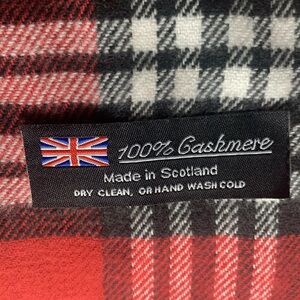 100% Cashmere
Made in Scotland
DRY CLEAN, OR HAND WASH COLD